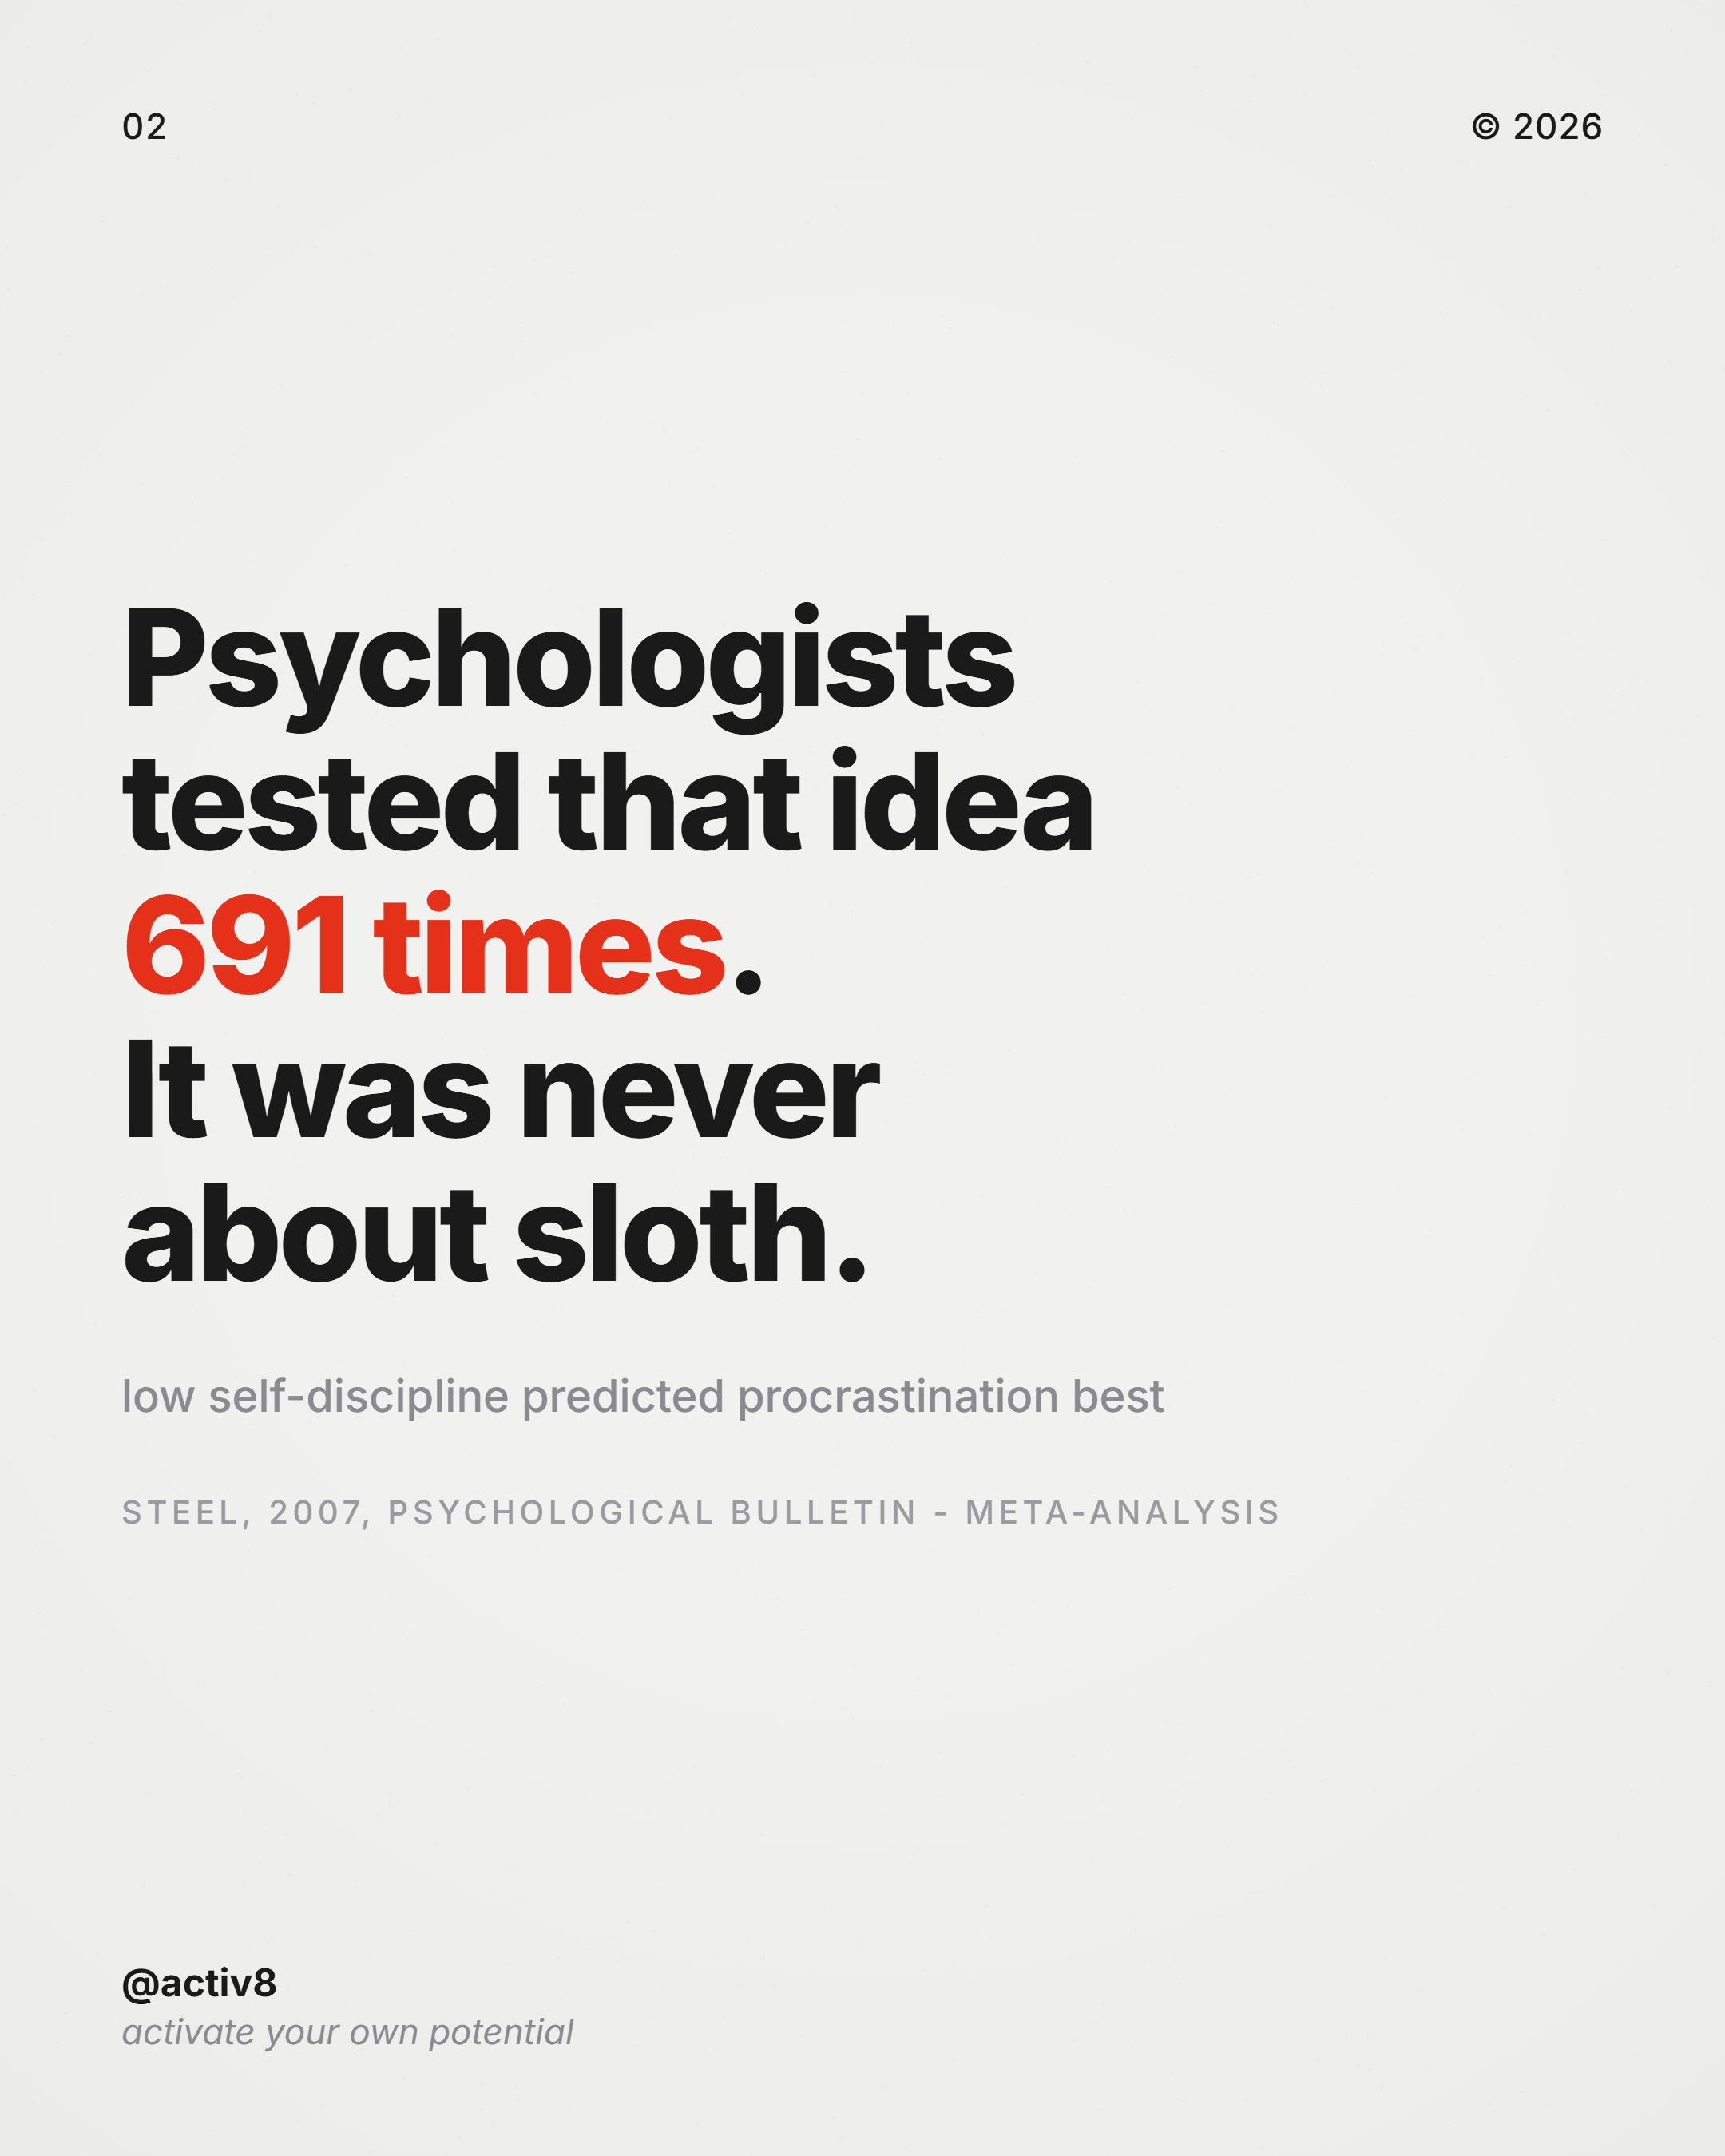 02
© 2026
Psychologists
tested that idea
691 times.
It was never
about sloth.
low self-discipline predicted procrastination best
STEEL, 2007, PSYCHOLOGICAL BULLETIN - META-ANALYSIS
@activ8
activate your own potential